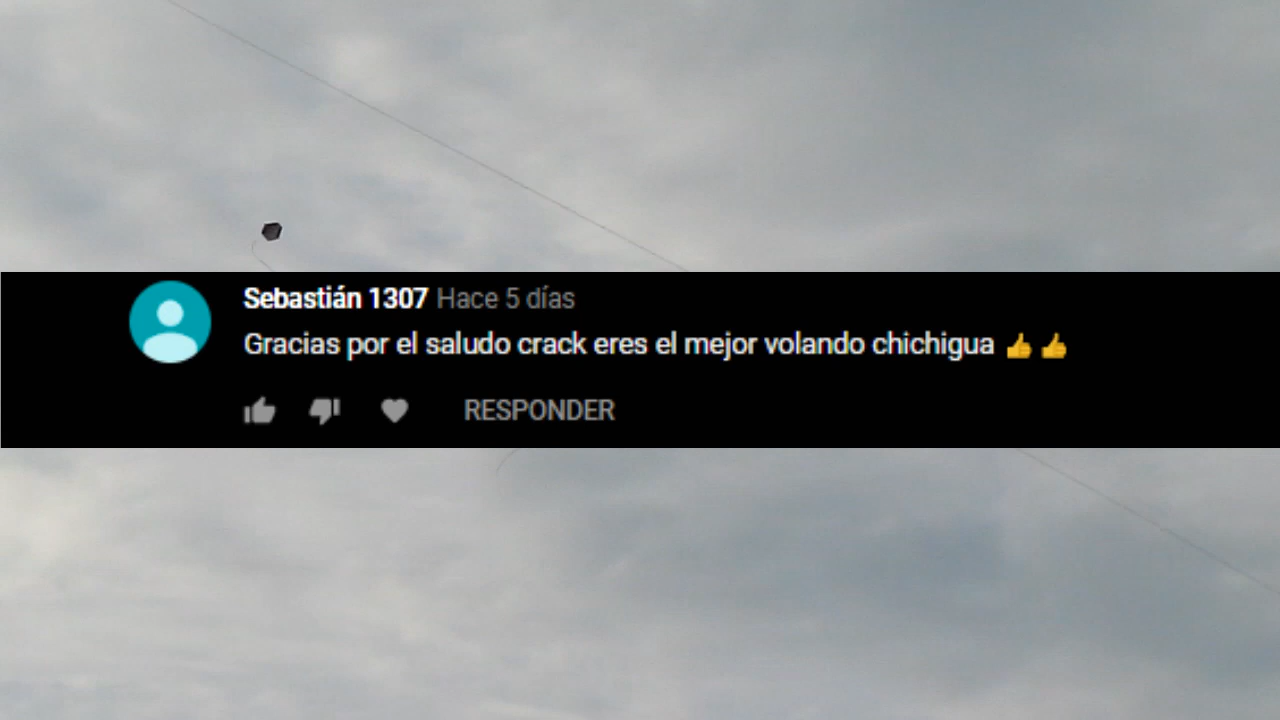 Sebastián 1307 Hace 5 días
Gracias por el saludo crack eres el mejor volando chichigua 👍👍
RESPONDER